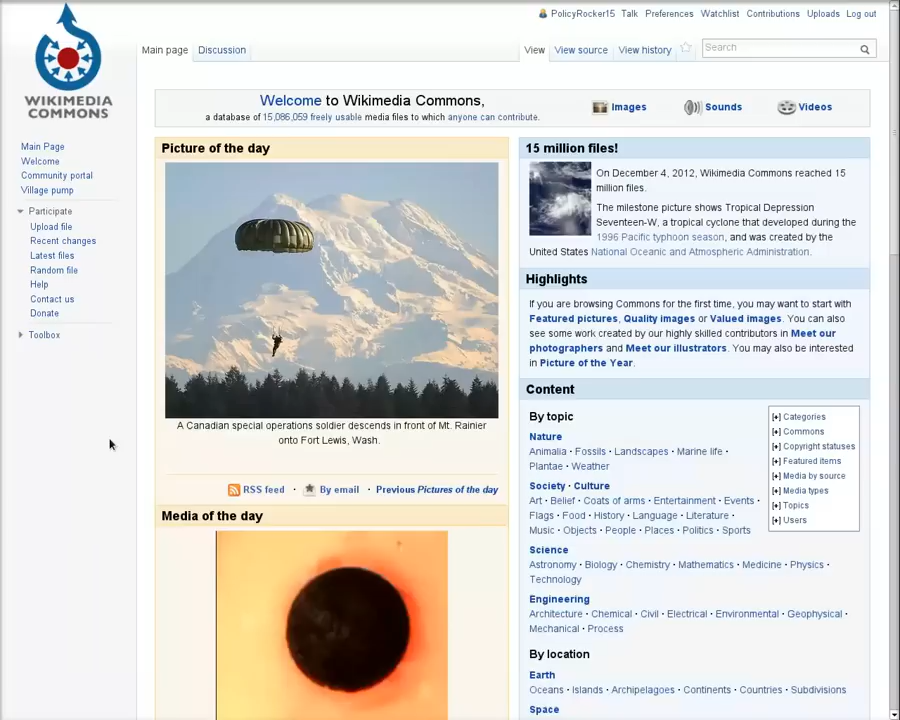 PolicyRocker15 Talk Preferences Watchlist Contributions Uploads Log out
WIKIMEDIA
COMMONS
Main page Discussion View View source View history Search
Welcome to Wikimedia Commons,
a database of 15,086,059 freely usable media files to which anyone can contribute.
Images Sounds Videos
Main Page
Welcome
Community portal
Village pump
Participate
Upload file
Recent changes
Latest files
Random file
Help
Contact us
Donate
Toolbox
Picture of the day
A Canadian special operations soldier descends in front of Mt. Rainier
onto Fort Lewis, Wash.
RSS feed · By email · Previous Pictures of the day
Media of the day
15 million files!
On December 4, 2012, Wikimedia Commons reached 15
million files.
The milestone picture shows Tropical Depression
Seventeen-W, a tropical cyclone that developed during the
1996 Pacific typhoon season, and was created by the
United States National Oceanic and Atmospheric Administration.
Highlights
If you are browsing Commons for the first time, you may want to start with
Featured pictures, Quality images or Valued images. You can also
see some work created by our highly skilled contributors in Meet our
photographers and Meet our illustrators. You may also be interested
in Picture of the Year.
Content
By topic
Nature
Animalia · Fossils · Landscapes · Marine life ·
Plantae · Weather
Society · Culture
Art · Belief · Coats of arms · Entertainment · Events ·
Flags · Food · History · Language · Literature ·
Music · Objects · People · Places · Politics · Sports
Science
Astronomy · Biology · Chemistry · Mathematics · Medicine · Physics ·
Technology
Engineering
Architecture · Chemical · Civil · Electrical · Environmental · Geophysical ·
Mechanical · Process
By location
Earth
Oceans · Islands · Archipelagoes · Continents · Countries · Subdivisions
Space
[+] Categories
[+] Commons
[+] Copyright statuses
[+] Featured items
[+] Media by source
[+] Media types
[+] Topics
[+] Users